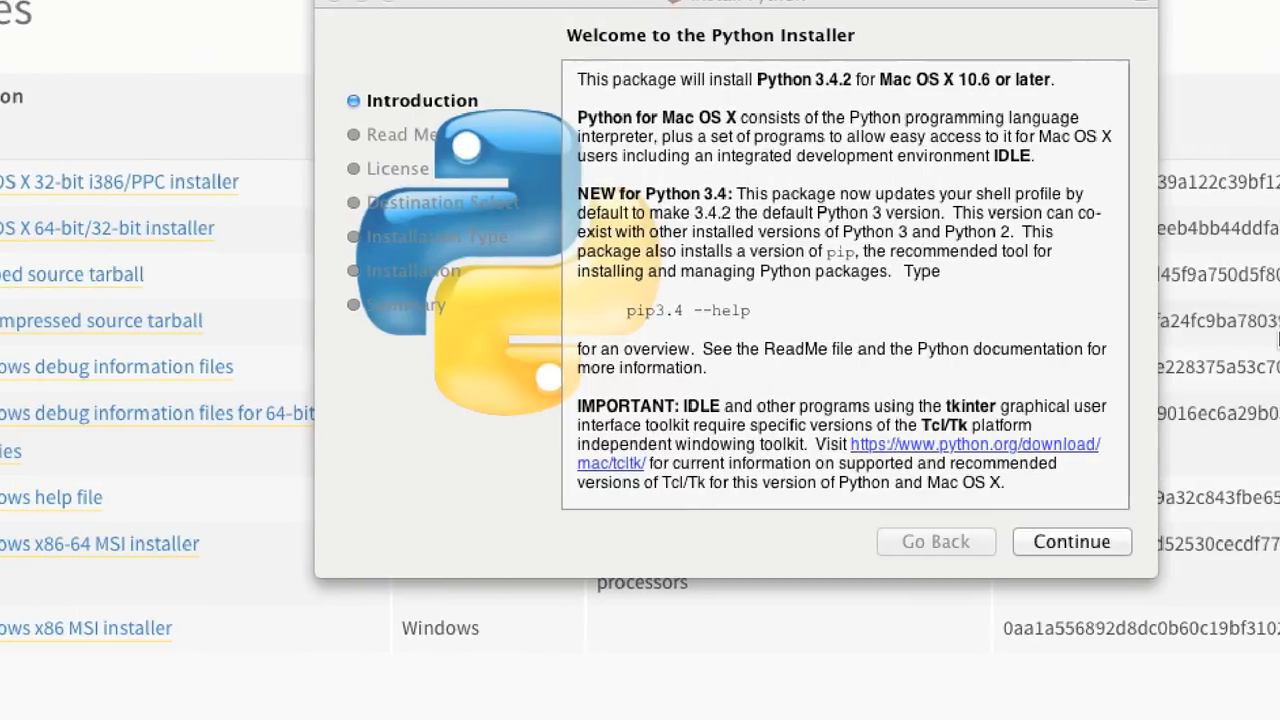 es
Install Python
Welcome to the Python Installer
on
Introduction
Read Me
License
Destination Select
Installation Type
Installation
Summary
This package will install Python 3.4.2 for Mac OS X 10.6 or later.
Python for Mac OS X consists of the Python programming language
interpreter, plus a set of programs to allow easy access to it for Mac OS X
users including an integrated development environment IDLE.
NEW for Python 3.4: This package now updates your shell profile by
default to make 3.4.2 the default Python 3 version. This version can co-
exist with other installed versions of Python 3 and Python 2. This
package also installs a version of pip, the recommended tool for
installing and managing Python packages. Type
pip3.4 --help
for an overview. See the ReadMe file and the Python documentation for
more information.
IMPORTANT: IDLE and other programs using the tkinter graphical user
interface toolkit require specific versions of the Tcl/Tk platform
independent windowing toolkit. Visit https://www.python.org/download/
mac/tcltk/ for current information on supported and recommended
versions of Tcl/Tk for this version of Python and Mac OS X.
Go Back
Continue
OS X 32-bit i386/PPC installer
39a122c39bf12
OS X 64-bit/32-bit installer
eeb4bb44ddfa
ped source tarball
d45f9a750d5f80
mpressed source tarball
fa24fc9ba7803
ows debug information files
e228375a53c70
ows debug information files for 64-bit
9016ec6a29b0
ies
ows help file
9a32c843fbe65
ows x86-64 MSI installer
d52530cecdf77
processors
ows x86 MSI installer
Windows
0aa1a556892d8dc0b60c19bf3102